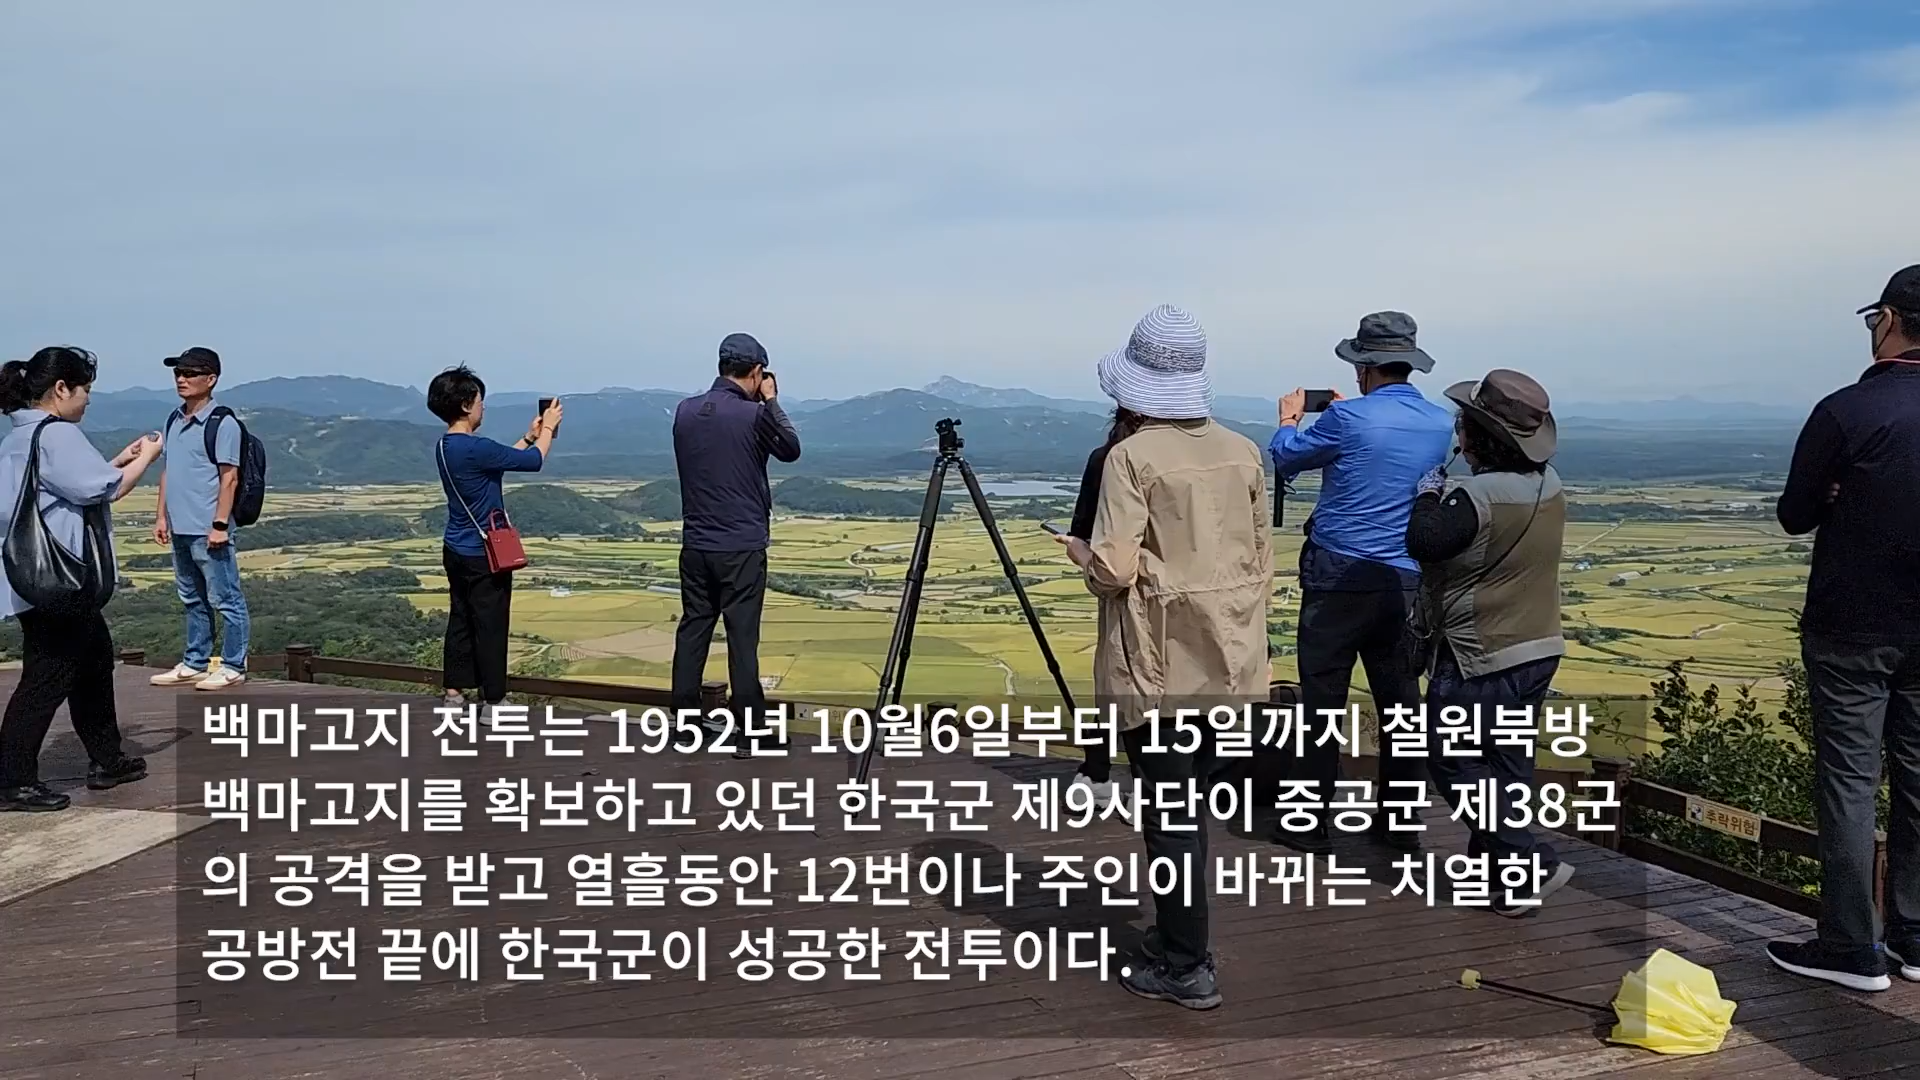 백마고지 전투는 1952년 10월6일부터 15일까지 철원북방
백마고지를 확보하고 있던 한국군 제9사단이 중공군 제38군
의 공격을 받고 열흘동안 12번이나 주인이 바뀌는 치열한
공방전 끝에 한국군이 성공한 전투이다.
추락위험